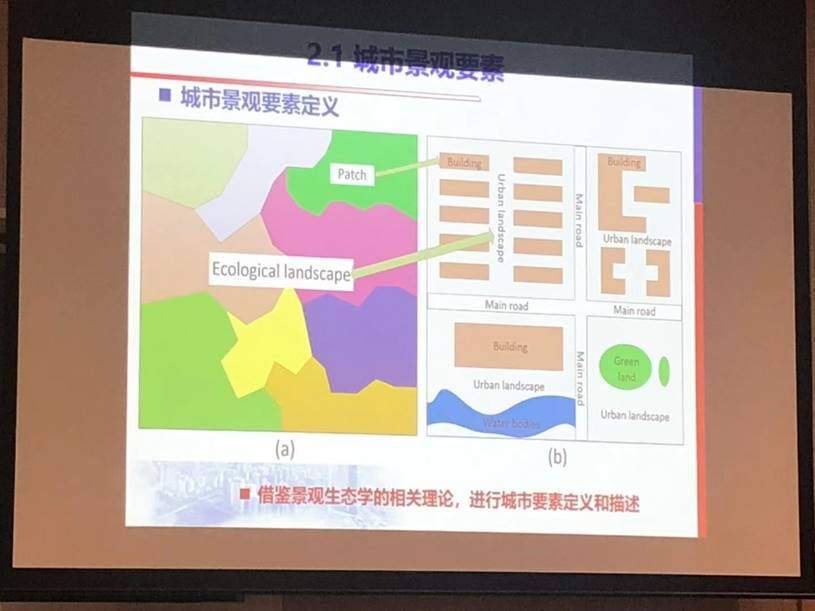 2.1 城市景观要素
■ 城市景观要素定义
Patch
Ecological landscape
(a)
Building
Urban landscape
Main road
Building
Urban landscape
Main road
Main road
Building
Urban landscape
Water bodies
Main road
Green
land
Urban landscape
(b)
■ 借鉴景观生态学的相关理论，进行城市要素定义和描述